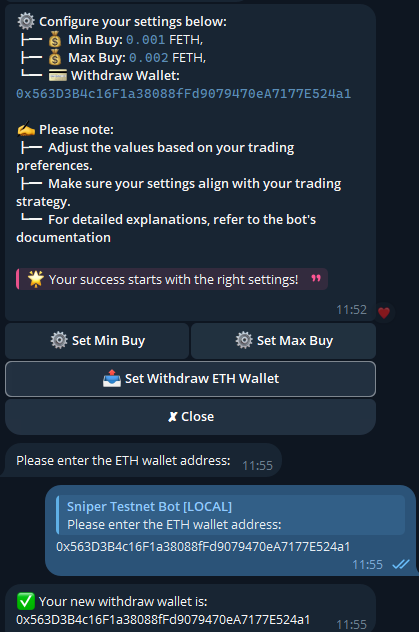 Configure your settings below:
Min Buy: 0.001 FETH,
Max Buy: 0.002 FETH,
Withdraw Wallet:
0x563D3B4c16F1a38088fFd9079470eA7177E524a1
Please note:
Adjust the values based on your trading
preferences.
Make sure your settings align with your trading
strategy.
For detailed explanations, refer to the bot's
documentation
Your success starts with the right settings!
11:52
Set Min Buy
Set Max Buy
Set Withdraw ETH Wallet
✘ Close
Please enter the ETH wallet address:
11:55
Sniper Testnet Bot [LOCAL]
Please enter the ETH wallet address:
0x563D3B4c16F1a38088fFd9079470eA7177E524a1
11:55
Your new withdraw wallet is:
0x563D3B4c16F1a38088fFd9079470eA7177E524a1
11:55